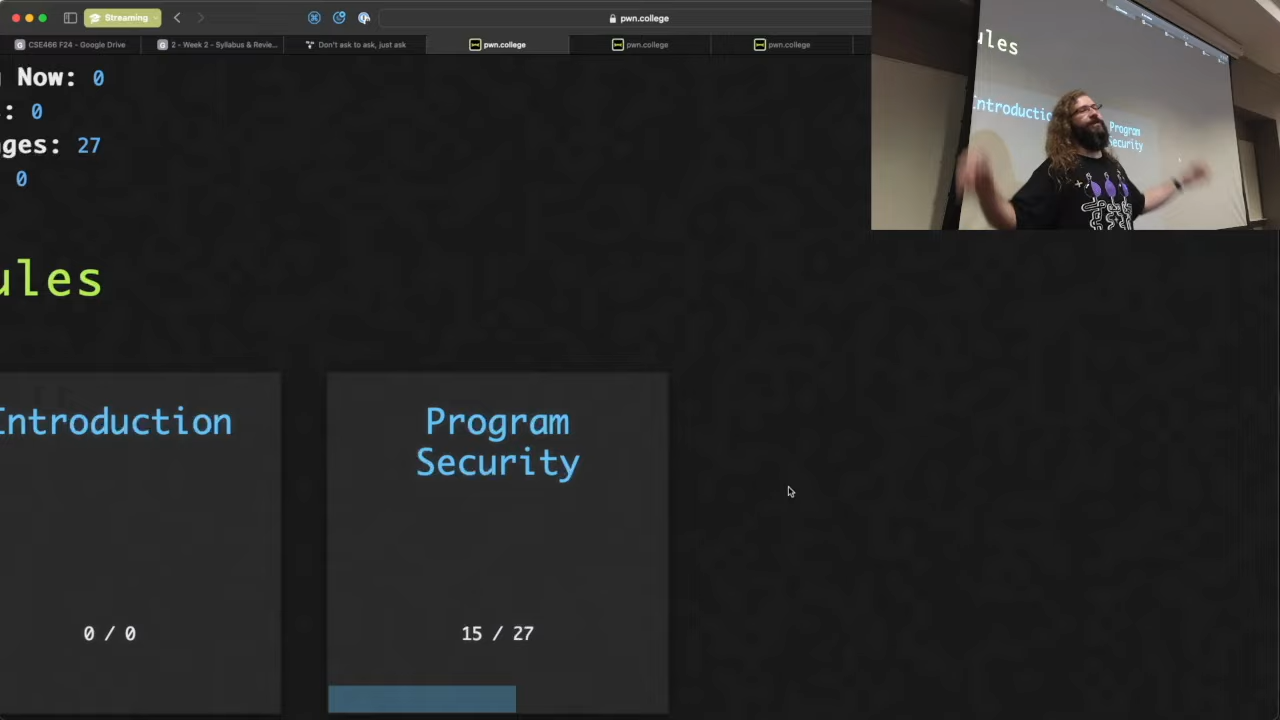 Streaming
pwn.college
CSE466 F24 - Google Drive
2 - Week 2 - Syllabus & Revie...
Don't ask to ask, just ask
pwn.college
pwn.college
pwn.college
Now: 0
: 0
ges: 27
0
ules
Introduction
0 / 0
Program
Security
15 / 27
ules
Introductio
Program
Security